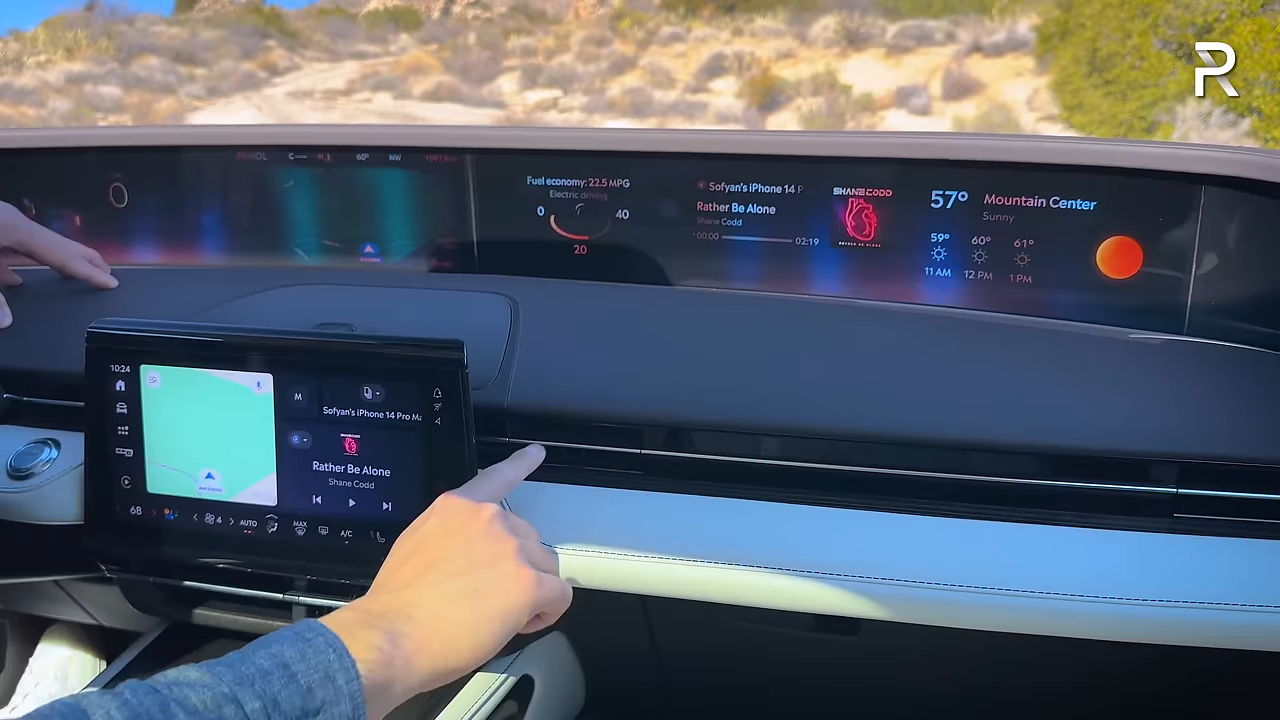 60°
NW
Fuel economy: 22.5 MPG
Electric driving
0
40
20
Sofyan's iPhone 14 P
Rather Be Alone
Shane Codd
00:00
02:19
SHANE CODD
57°
Mountain Center
Sunny
59°
60°
61°
11 AM
12 PM
1 PM
10:24
M
Sofyan's iPhone 14 Pro Ma
Rather Be Alone
Shane Codd
68
4
AUTO
MAX
A/C